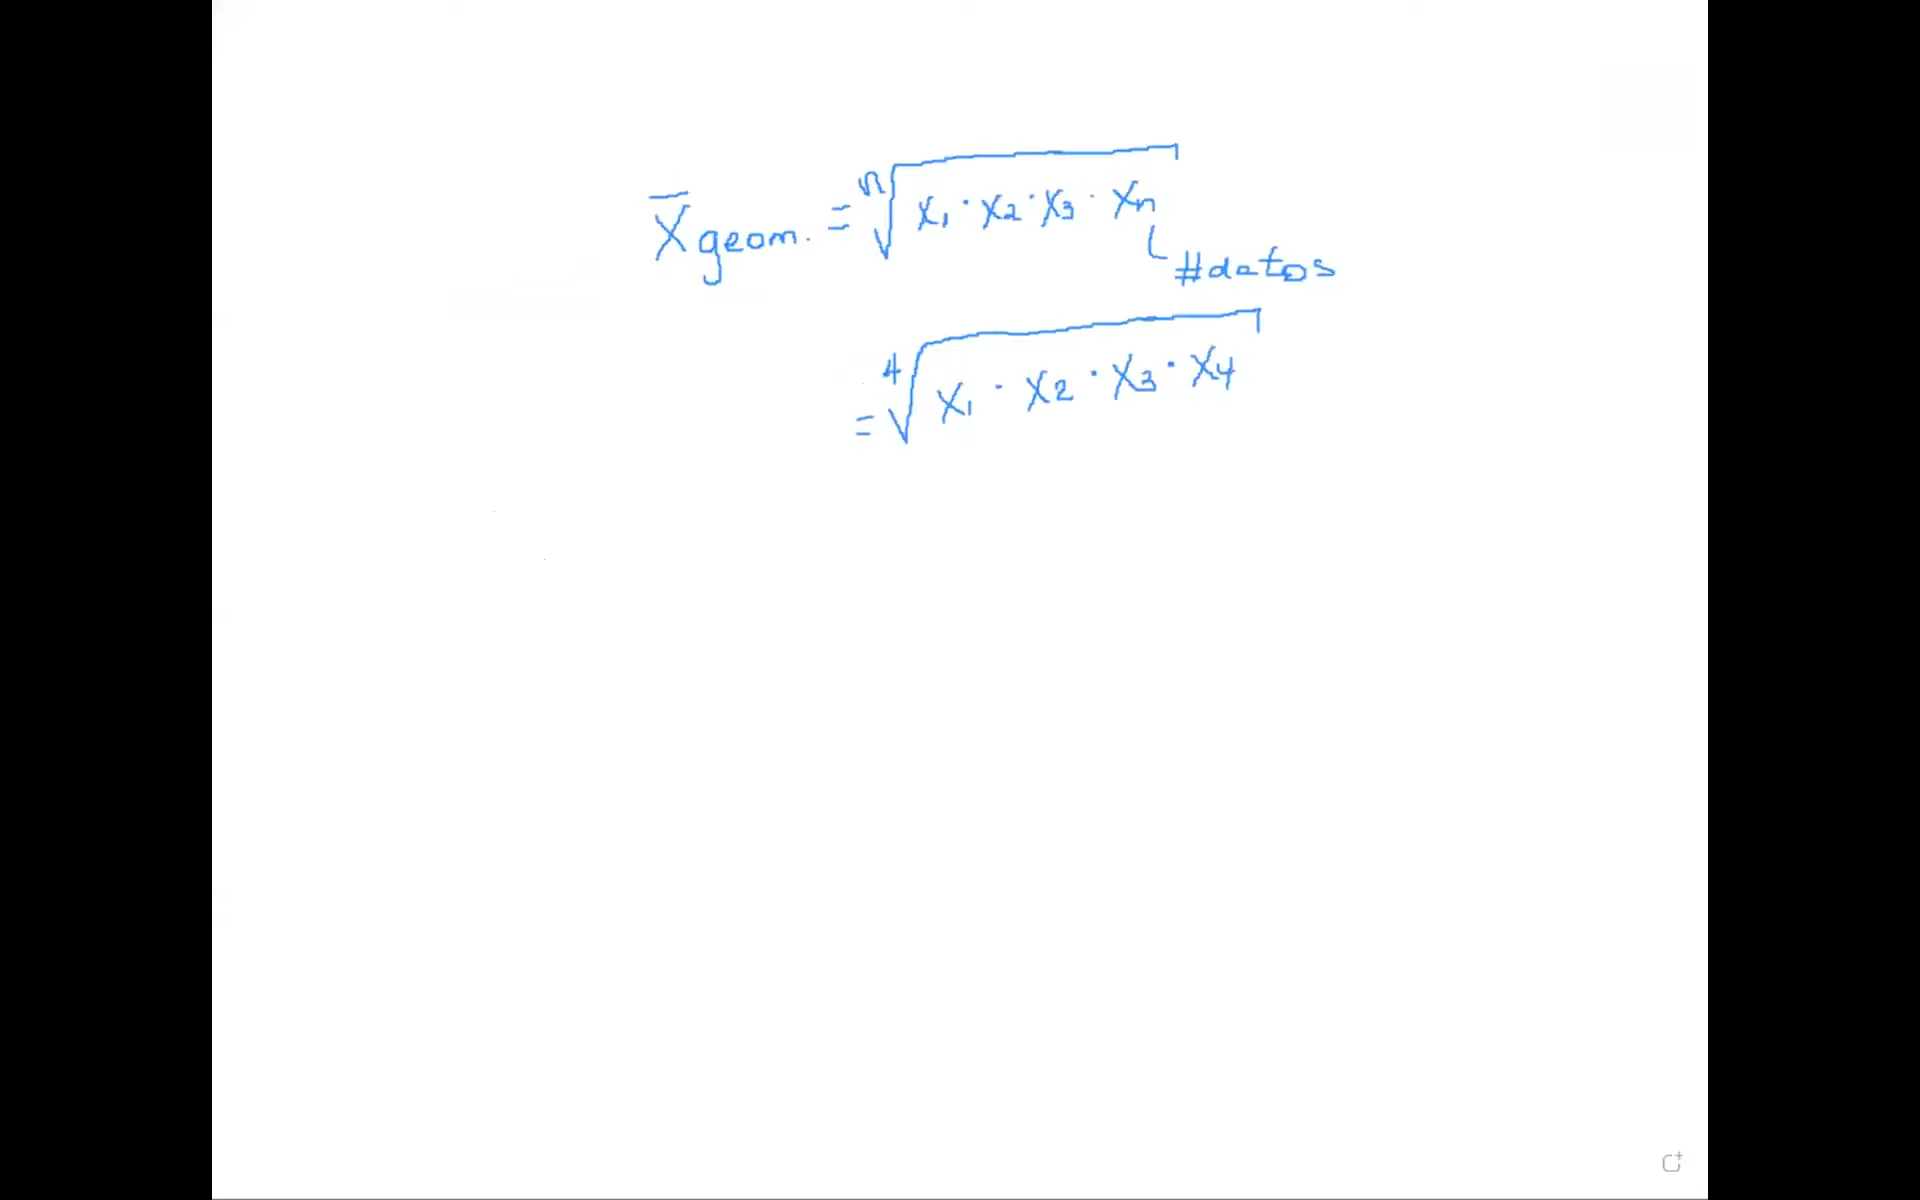 X̄ geom. = ⁿ√(x₁ · x₂ · x₃ · xₙ)
#datos
= ⁴√(x₁ · x₂ · x₃ · x₄)